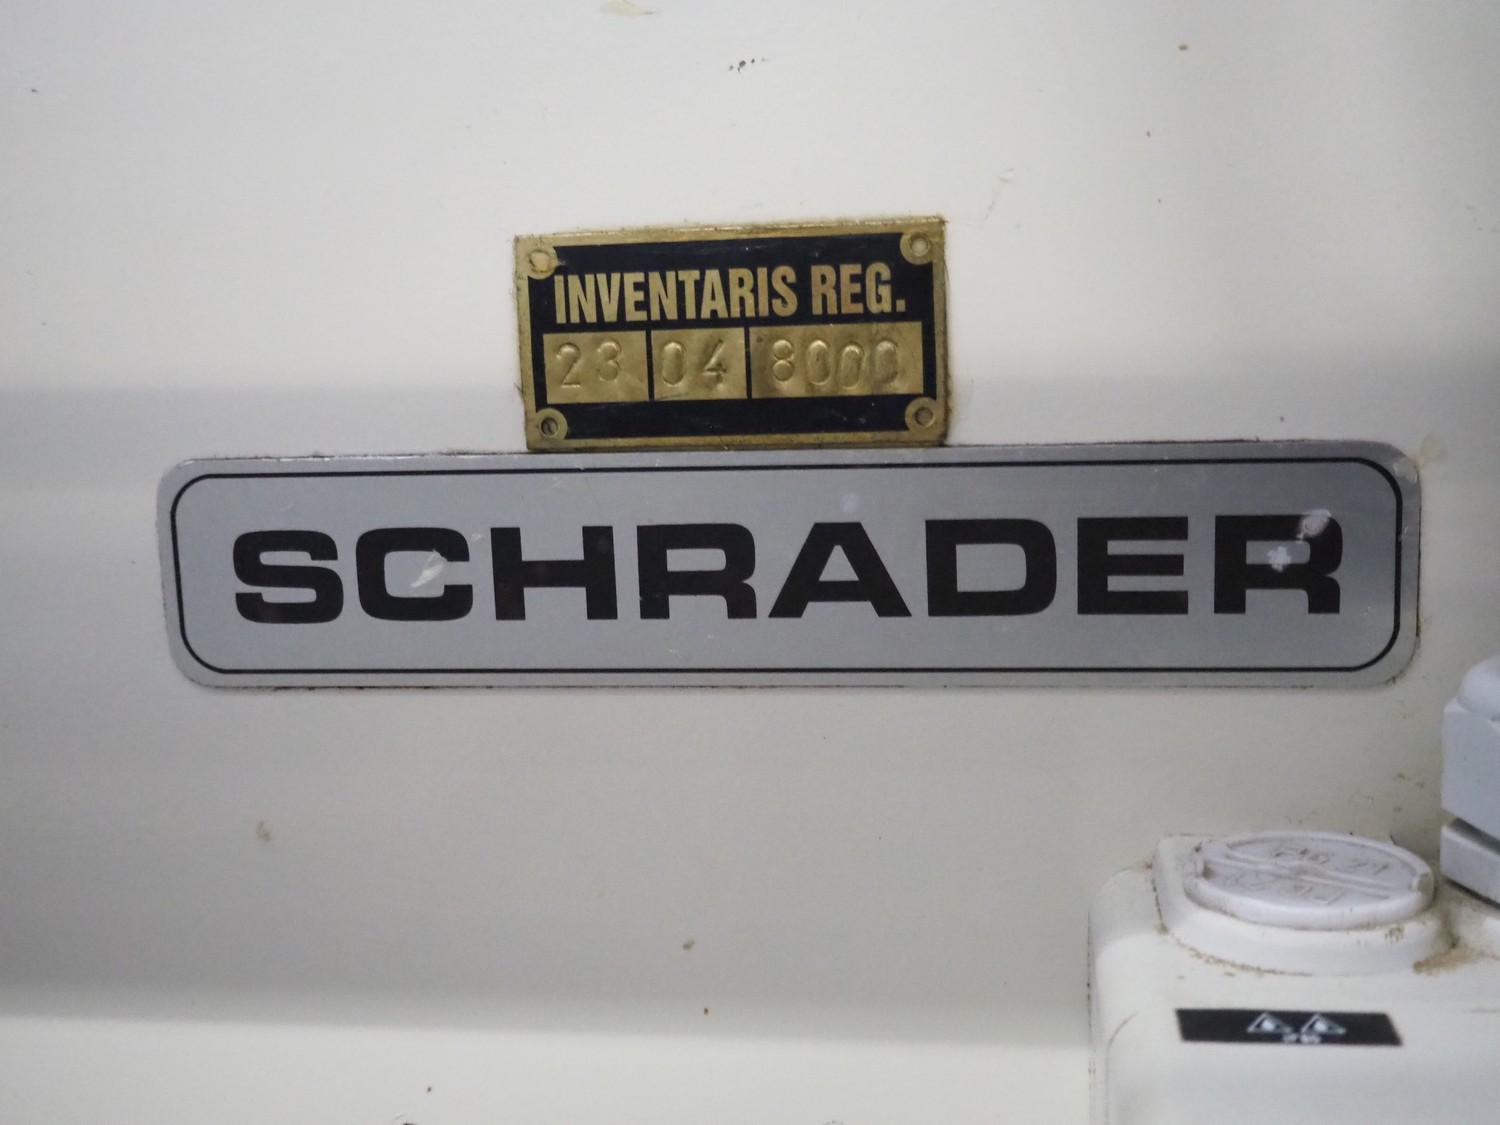 INVENTARIS REG.
23 04 8000
SCHRADER